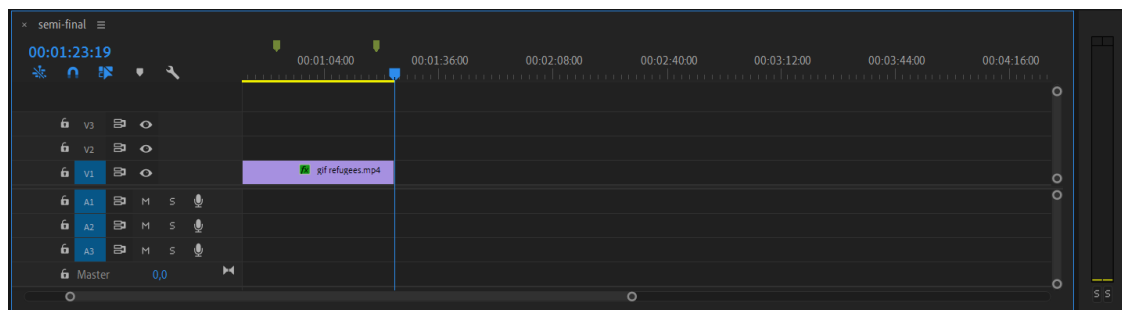 × semi-final ≡
00:01:23:19
00:01:04:00 00:01:36:00 00:02:08:00 00:02:40:00 00:03:12:00 00:03:44:00 00:04:16:00
V3
V2
V1 fx gif refugees.mp4
A1 M S
A2 M S
A3 M S
Master 0,0
S S